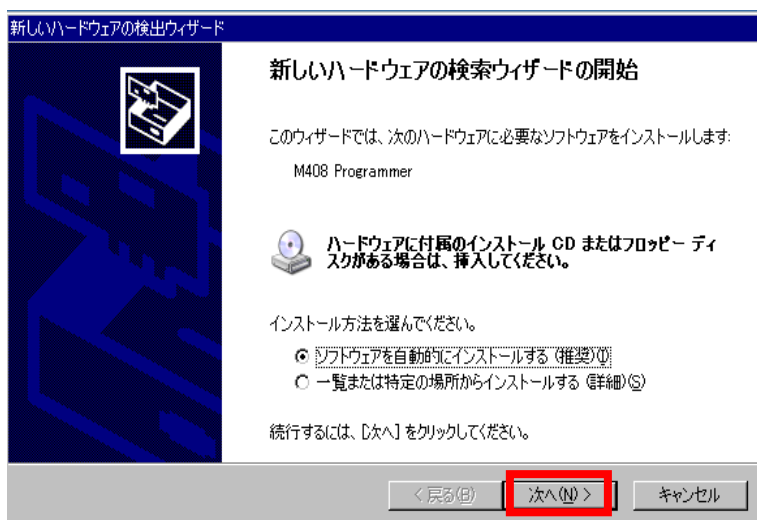 新しいハードウェアの検出ウィザード
新しいハードウェアの検索ウィザードの開始
このウィザードでは、次のハードウェアに必要なソフトウェアをインストールします:
M408 Programmer
ハードウェアに付属のインストール CD またはフロッピー ディ
スクがある場合は、挿入してください。
インストール方法を選んでください。
ソフトウェアを自動的にインストールする (推奨)(I)
一覧または特定の場所からインストールする (詳細)(S)
続行するには、[次へ] をクリックしてください。
< 戻る(B)
次へ(N) >
キャンセル